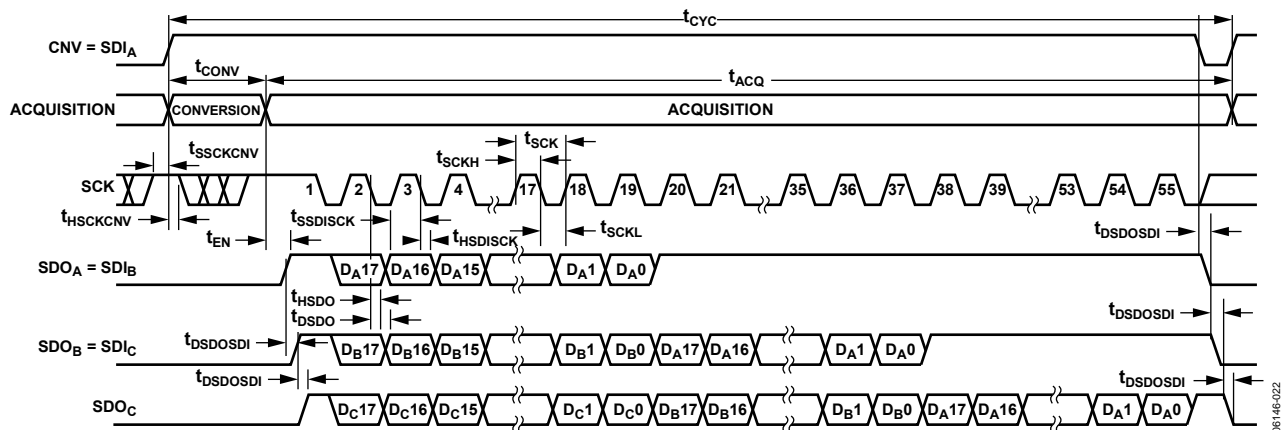 tCYC
CNV = SDIA
tCONV
tACQ
ACQUISITION CONVERSION ACQUISITION
tSSCKCNV
tSCK
tSCKH
SCK 1 2 3 4 17 18 19 20 21 35 36 37 38 39 53 54 55
tHSCKCNV
tSSDISCK
tEN
tHSDISCK
tSCKL
tDSDOSDI
SDOA = SDIB DA17 DA16 DA15 DA1 DA0
tHSDO
tDSDO
tDSDOSDI
tDSDOSDI
SDOB = SDIC DB17 DB16 DB15 DB1 DB0 DA17 DA16 DA1 DA0
tDSDOSDI
tDSDOSDI
SDOC DC17 DC16 DC15 DC1 DC0 DB17 DB16 DB1 DB0 DA17 DA16 DA1 DA0
06146-022